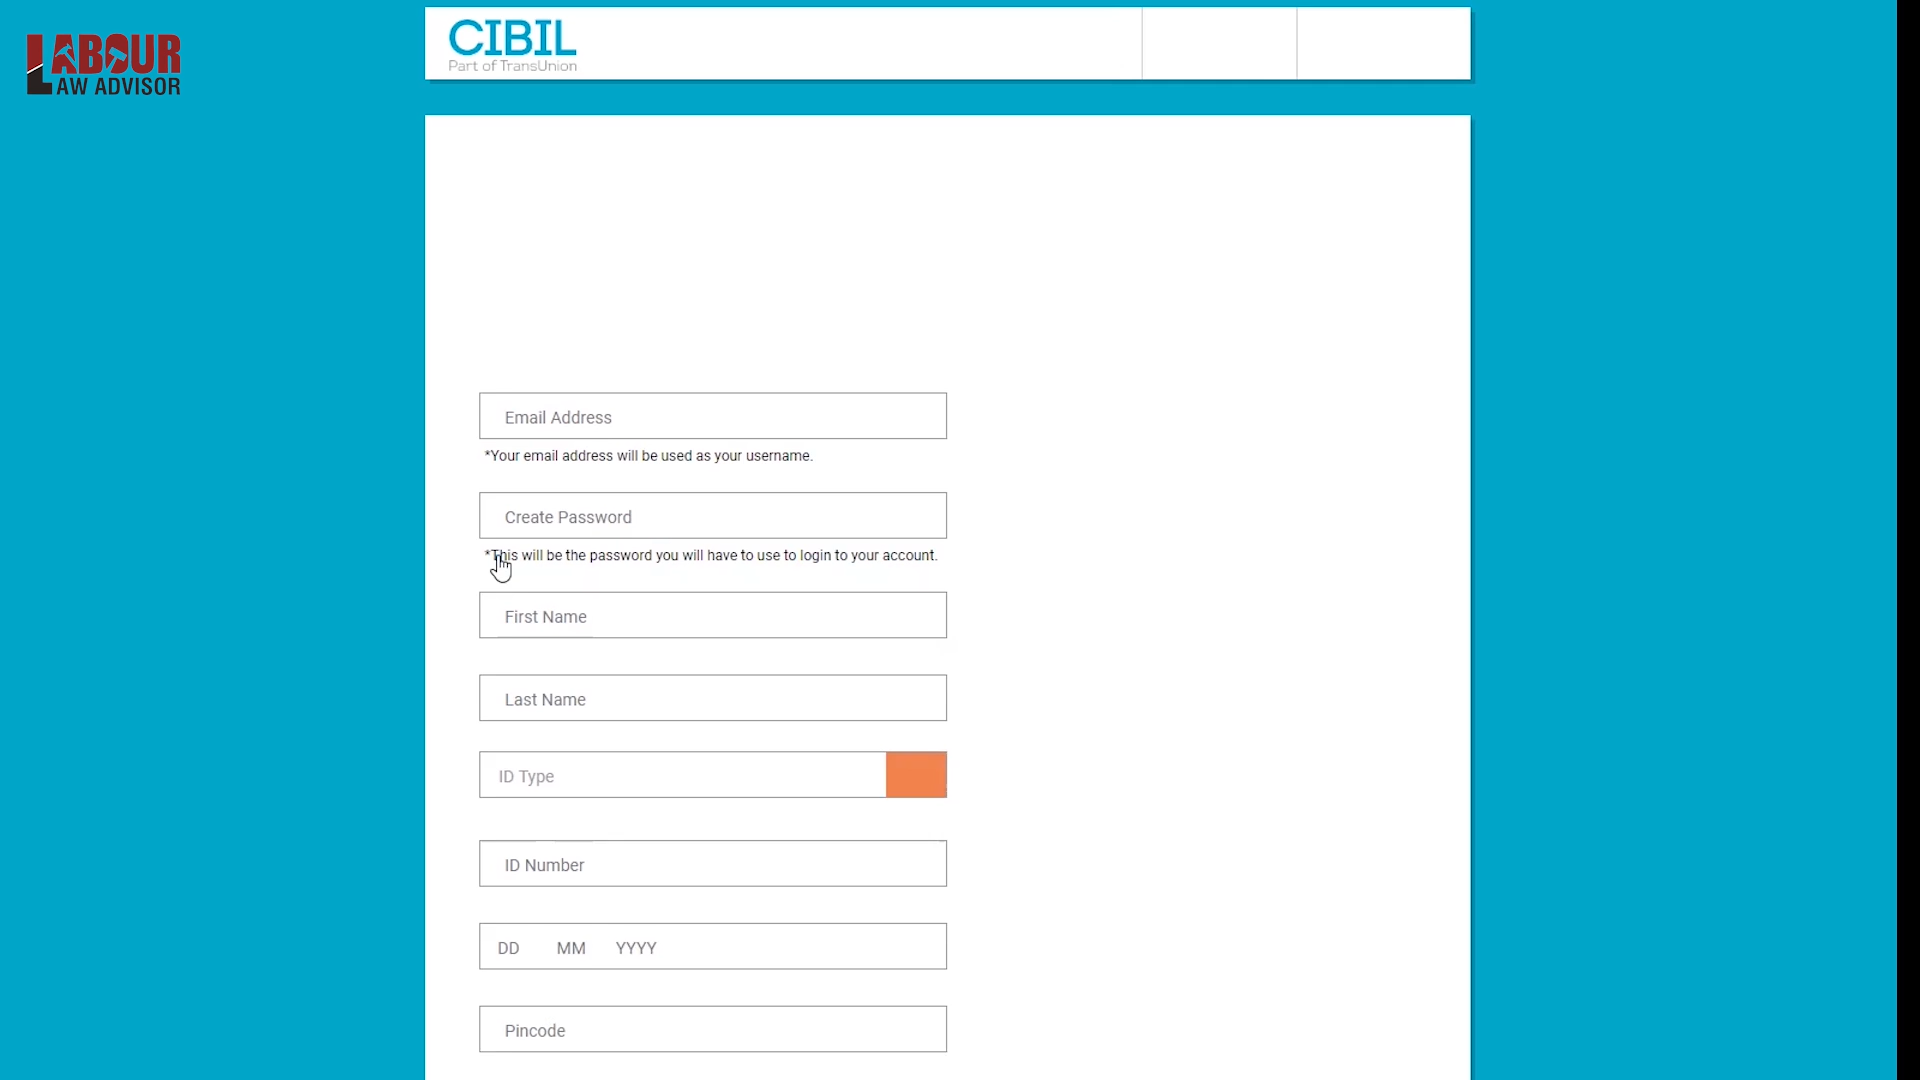 LABOUR
LAW ADVISOR
CIBIL
Part of TransUnion
Email Address
*Your email address will be used as your username.
Create Password
*This will be the password you will have to use to login to your account.
First Name
Last Name
ID Type
ID Number
DD MM YYYY
Pincode